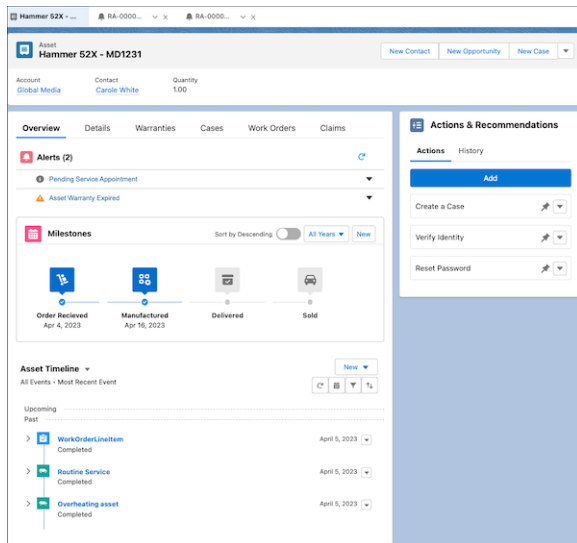 Hammer 52X - ...
RA-0000...
RA-0000...
Asset
Hammer 52X - MD1231
New Contact
New Opportunity
New Case
Account
Contact
Quantity
Global Media
Carole White
1.00
Overview
Details
Warranties
Cases
Work Orders
Claims
Alerts (2)
Pending Service Appointment
Asset Warranty Expired
Milestones
Sort by Descending
All Years
New
Order Recieved
Manufactured
Delivered
Sold
Apr 4, 2023
Apr 16, 2023
Asset Timeline
New
All Events • Most Recent Event
Upcoming
Past
WorkOrderLineItem
April 5, 2023
Completed
Routine Service
April 5, 2023
Completed
Overheating asset
April 5, 2023
Completed
Actions & Recommendations
Actions
History
Add
Create a Case
Verify Identity
Reset Password